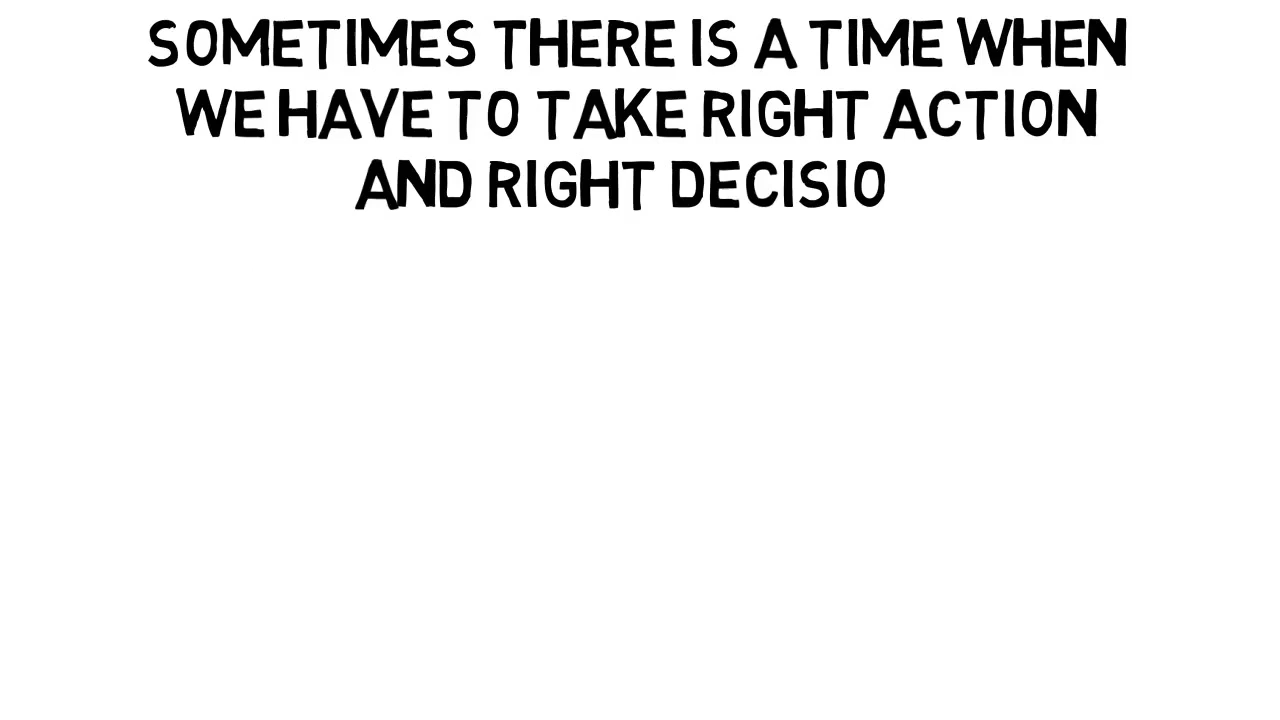 SOMETIMES THERE IS A TIME WHEN
WE HAVE TO TAKE RIGHT ACTION
AND RIGHT DECISIO